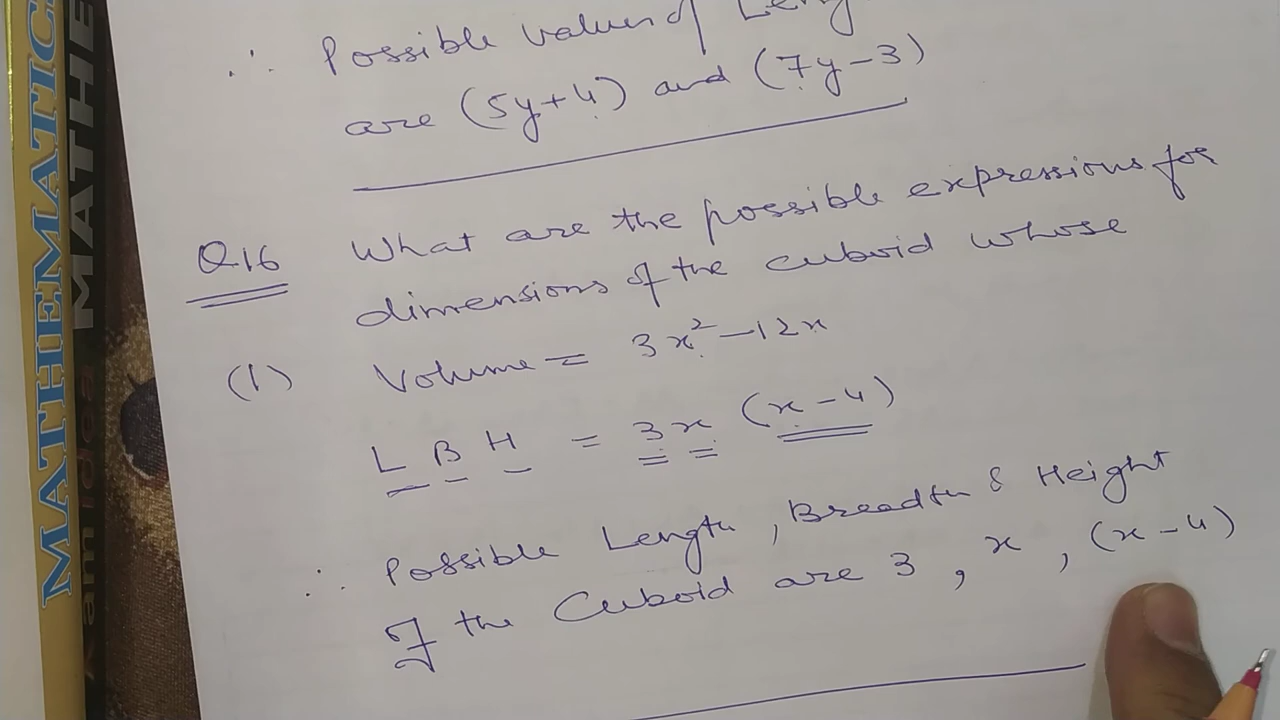 ∴ Possible values of Leng
are (5y+4) and (7y-3)
Q16 What are the possible expressions for
dimensions of the cuboid whose
(1) Volume = 3x²-12x
L B H = 3x (x-4)
∴ Possible Length, Breadth & Height
of the Cuboid are 3, x, (x-4)
MATHEMATICS
MATHE